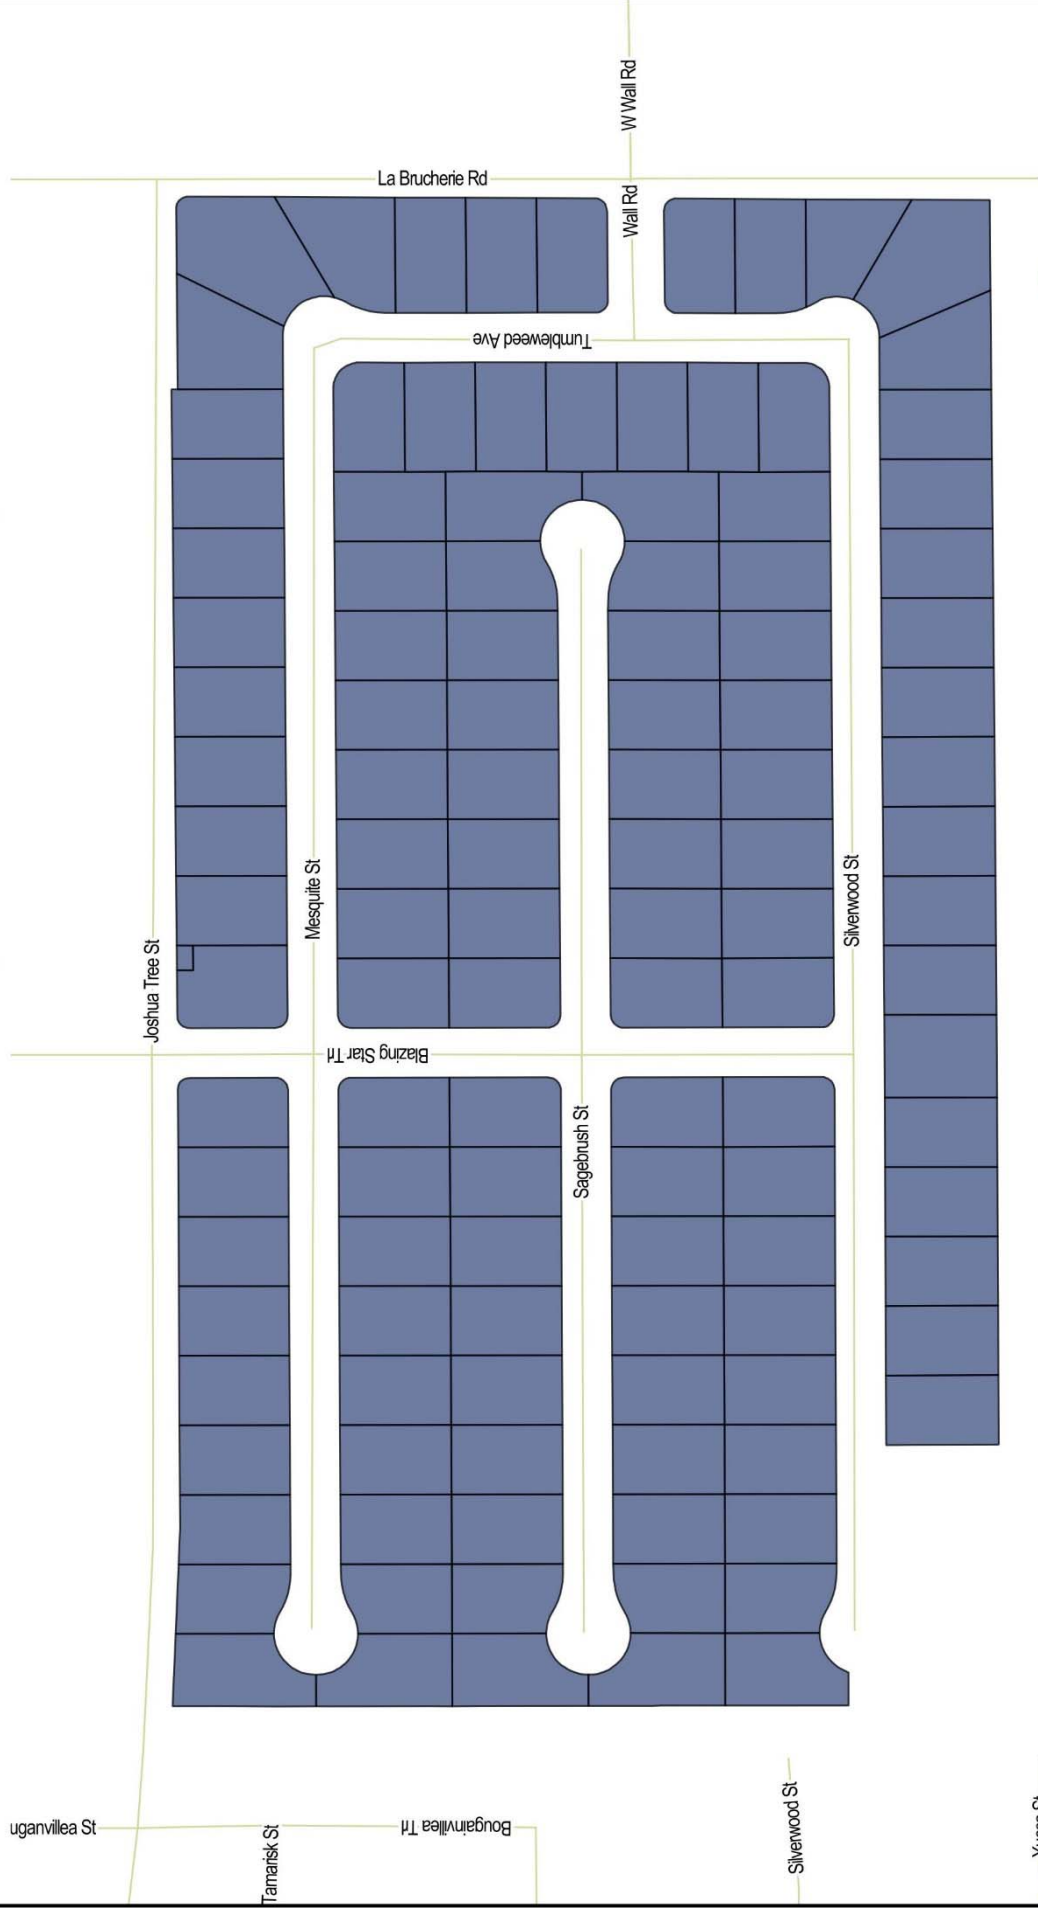 W Wall Rd
La Brucherie Rd
Wall Rd
Tumbleweed Ave
Mesquite St
Silverwood St
Joshua Tree St
Blazing Star Trl
Sagebrush St
uganvillea St
Bougainvillea Trl
Tamarisk St
Silverwood St